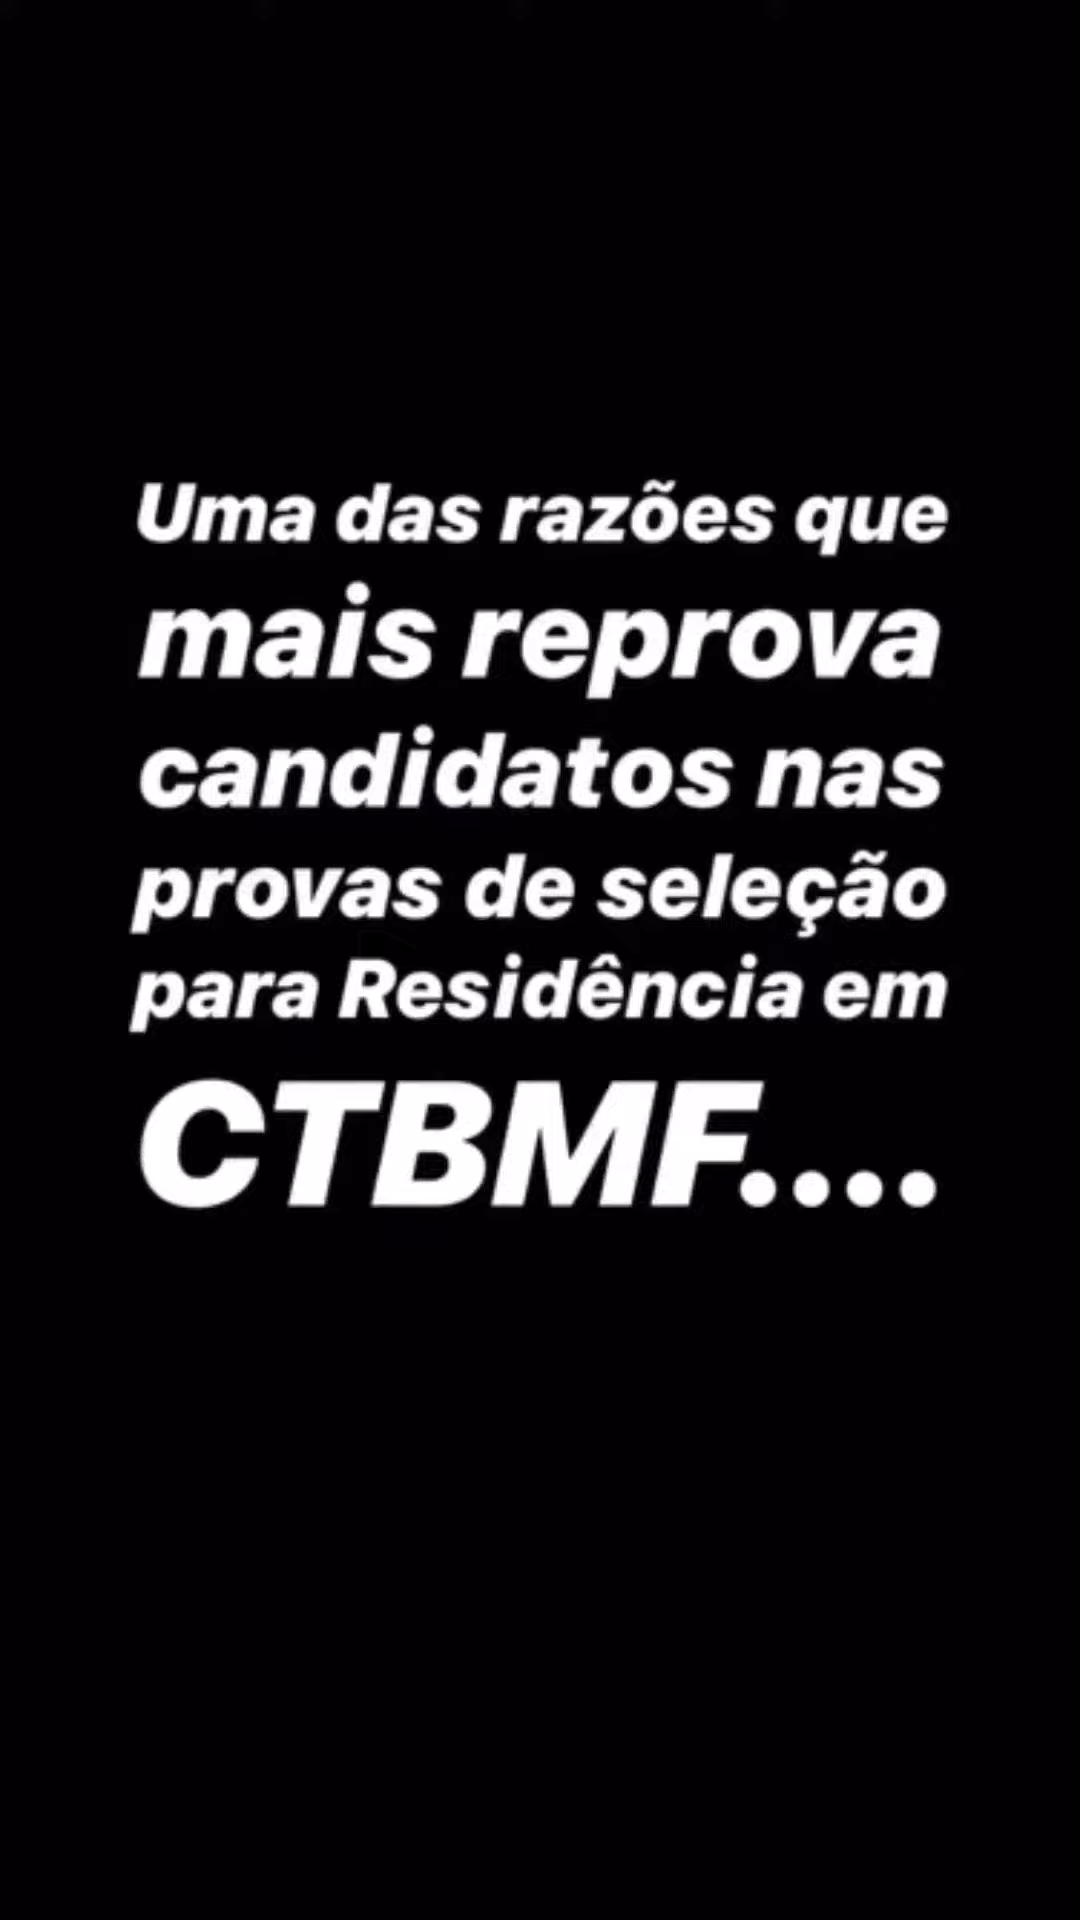 Uma das razões que
mais reprova
candidatos nas
provas de seleção
para Residência em
CTBMF....